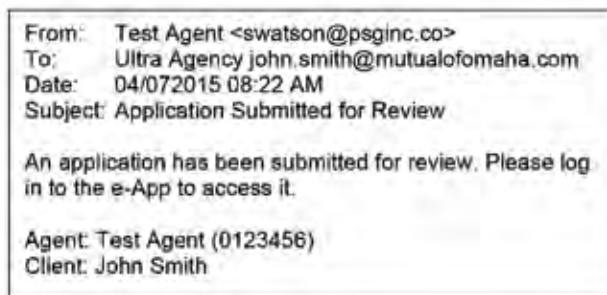 From: Test Agent <swatson@psginc.co>
To: Ultra Agency john.smith@mutualofomaha.com
Date: 04/072015 08:22 AM
Subject: Application Submitted for Review
An application has been submitted for review. Please log
in to the e-App to access it.
Agent: Test Agent (0123456)
Client: John Smith